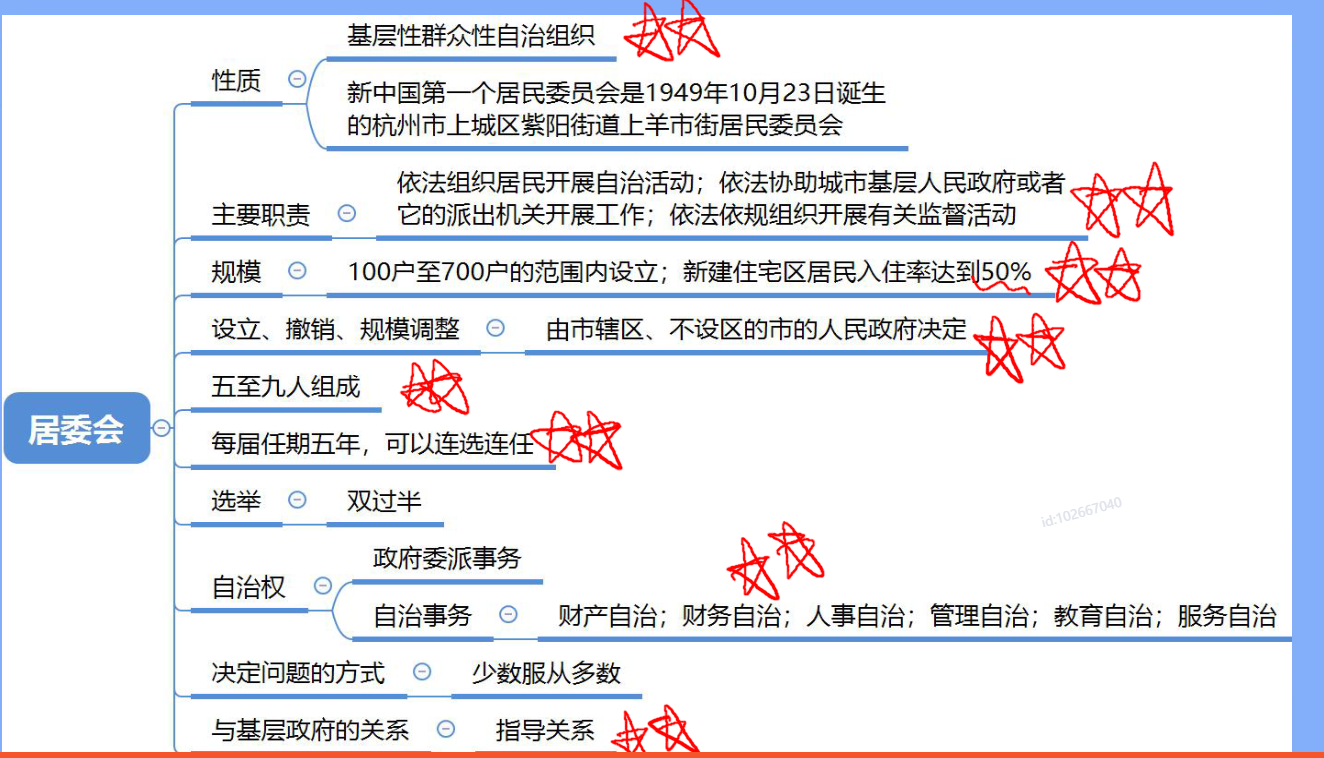 基层性群众性自治组织
性质
新中国第一个居民委员会是1949年10月23日诞生
的杭州市上城区紫阳街道上羊市街居民委员会
依法组织居民开展自治活动；依法协助城市基层人民政府或者
主要职责
它的派出机关开展工作；依法依规组织开展有关监督活动
规模 100户至700户的范围内设立；新建住宅区居民入住率达到50%
设立、撤销、规模调整 由市辖区、不设区的市的人民政府决定
五至九人组成
居委会
每届任期五年，可以连选连任
选举 双过半
id:102667040
政府委派事务
自治权
自治事务 财产自治；财务自治；人事自治；管理自治；教育自治；服务自治
决定问题的方式 少数服从多数
与基层政府的关系 指导关系